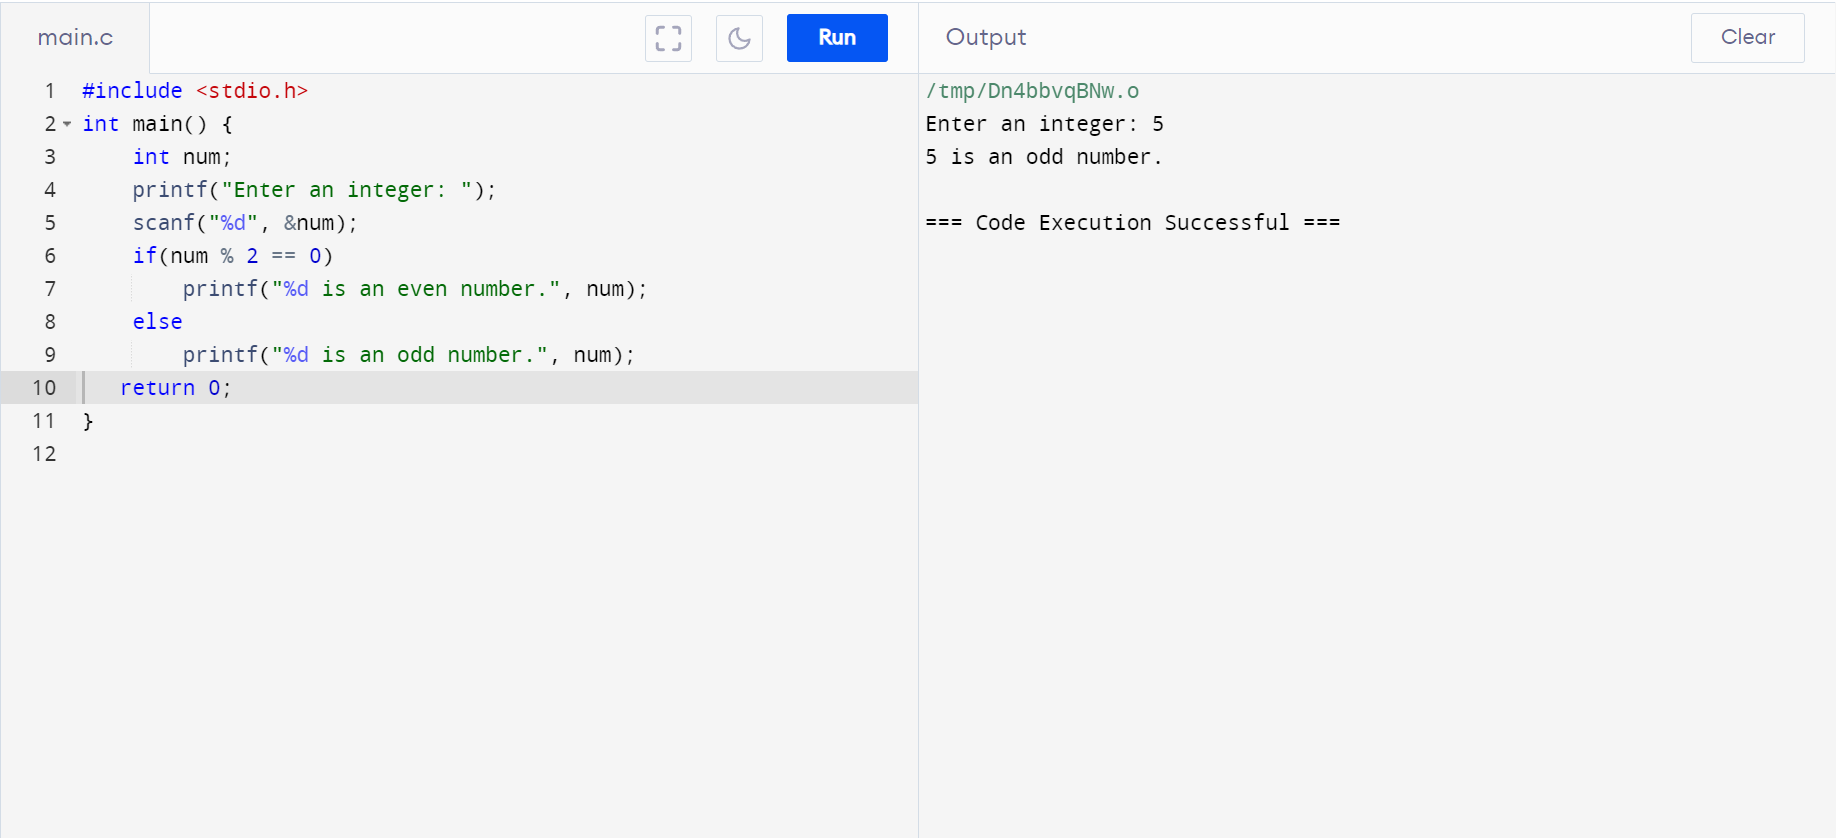 main.c
Run
1 #include <stdio.h>
2 int main() {
3     int num;
4     printf("Enter an integer: ");
5     scanf("%d", &num);
6     if(num % 2 == 0)
7         printf("%d is an even number.", num);
8     else
9         printf("%d is an odd number.", num);
10    return 0;
11 }
12
Output
Clear
/tmp/Dn4bbvqBNw.o
Enter an integer: 5
5 is an odd number.
=== Code Execution Successful ===